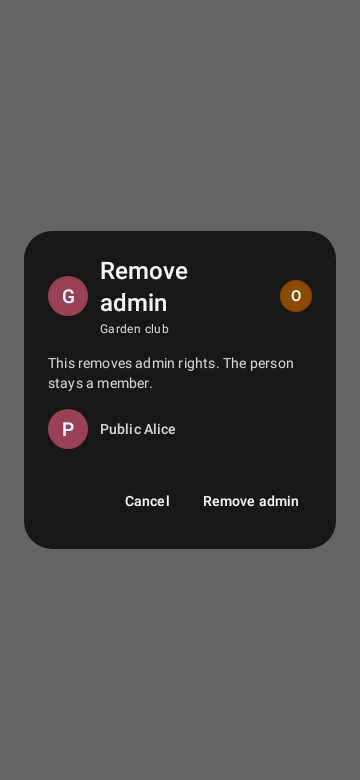 G
Remove
admin
O
Garden club
This removes admin rights. The person
stays a member.
P
Public Alice
Cancel
Remove admin